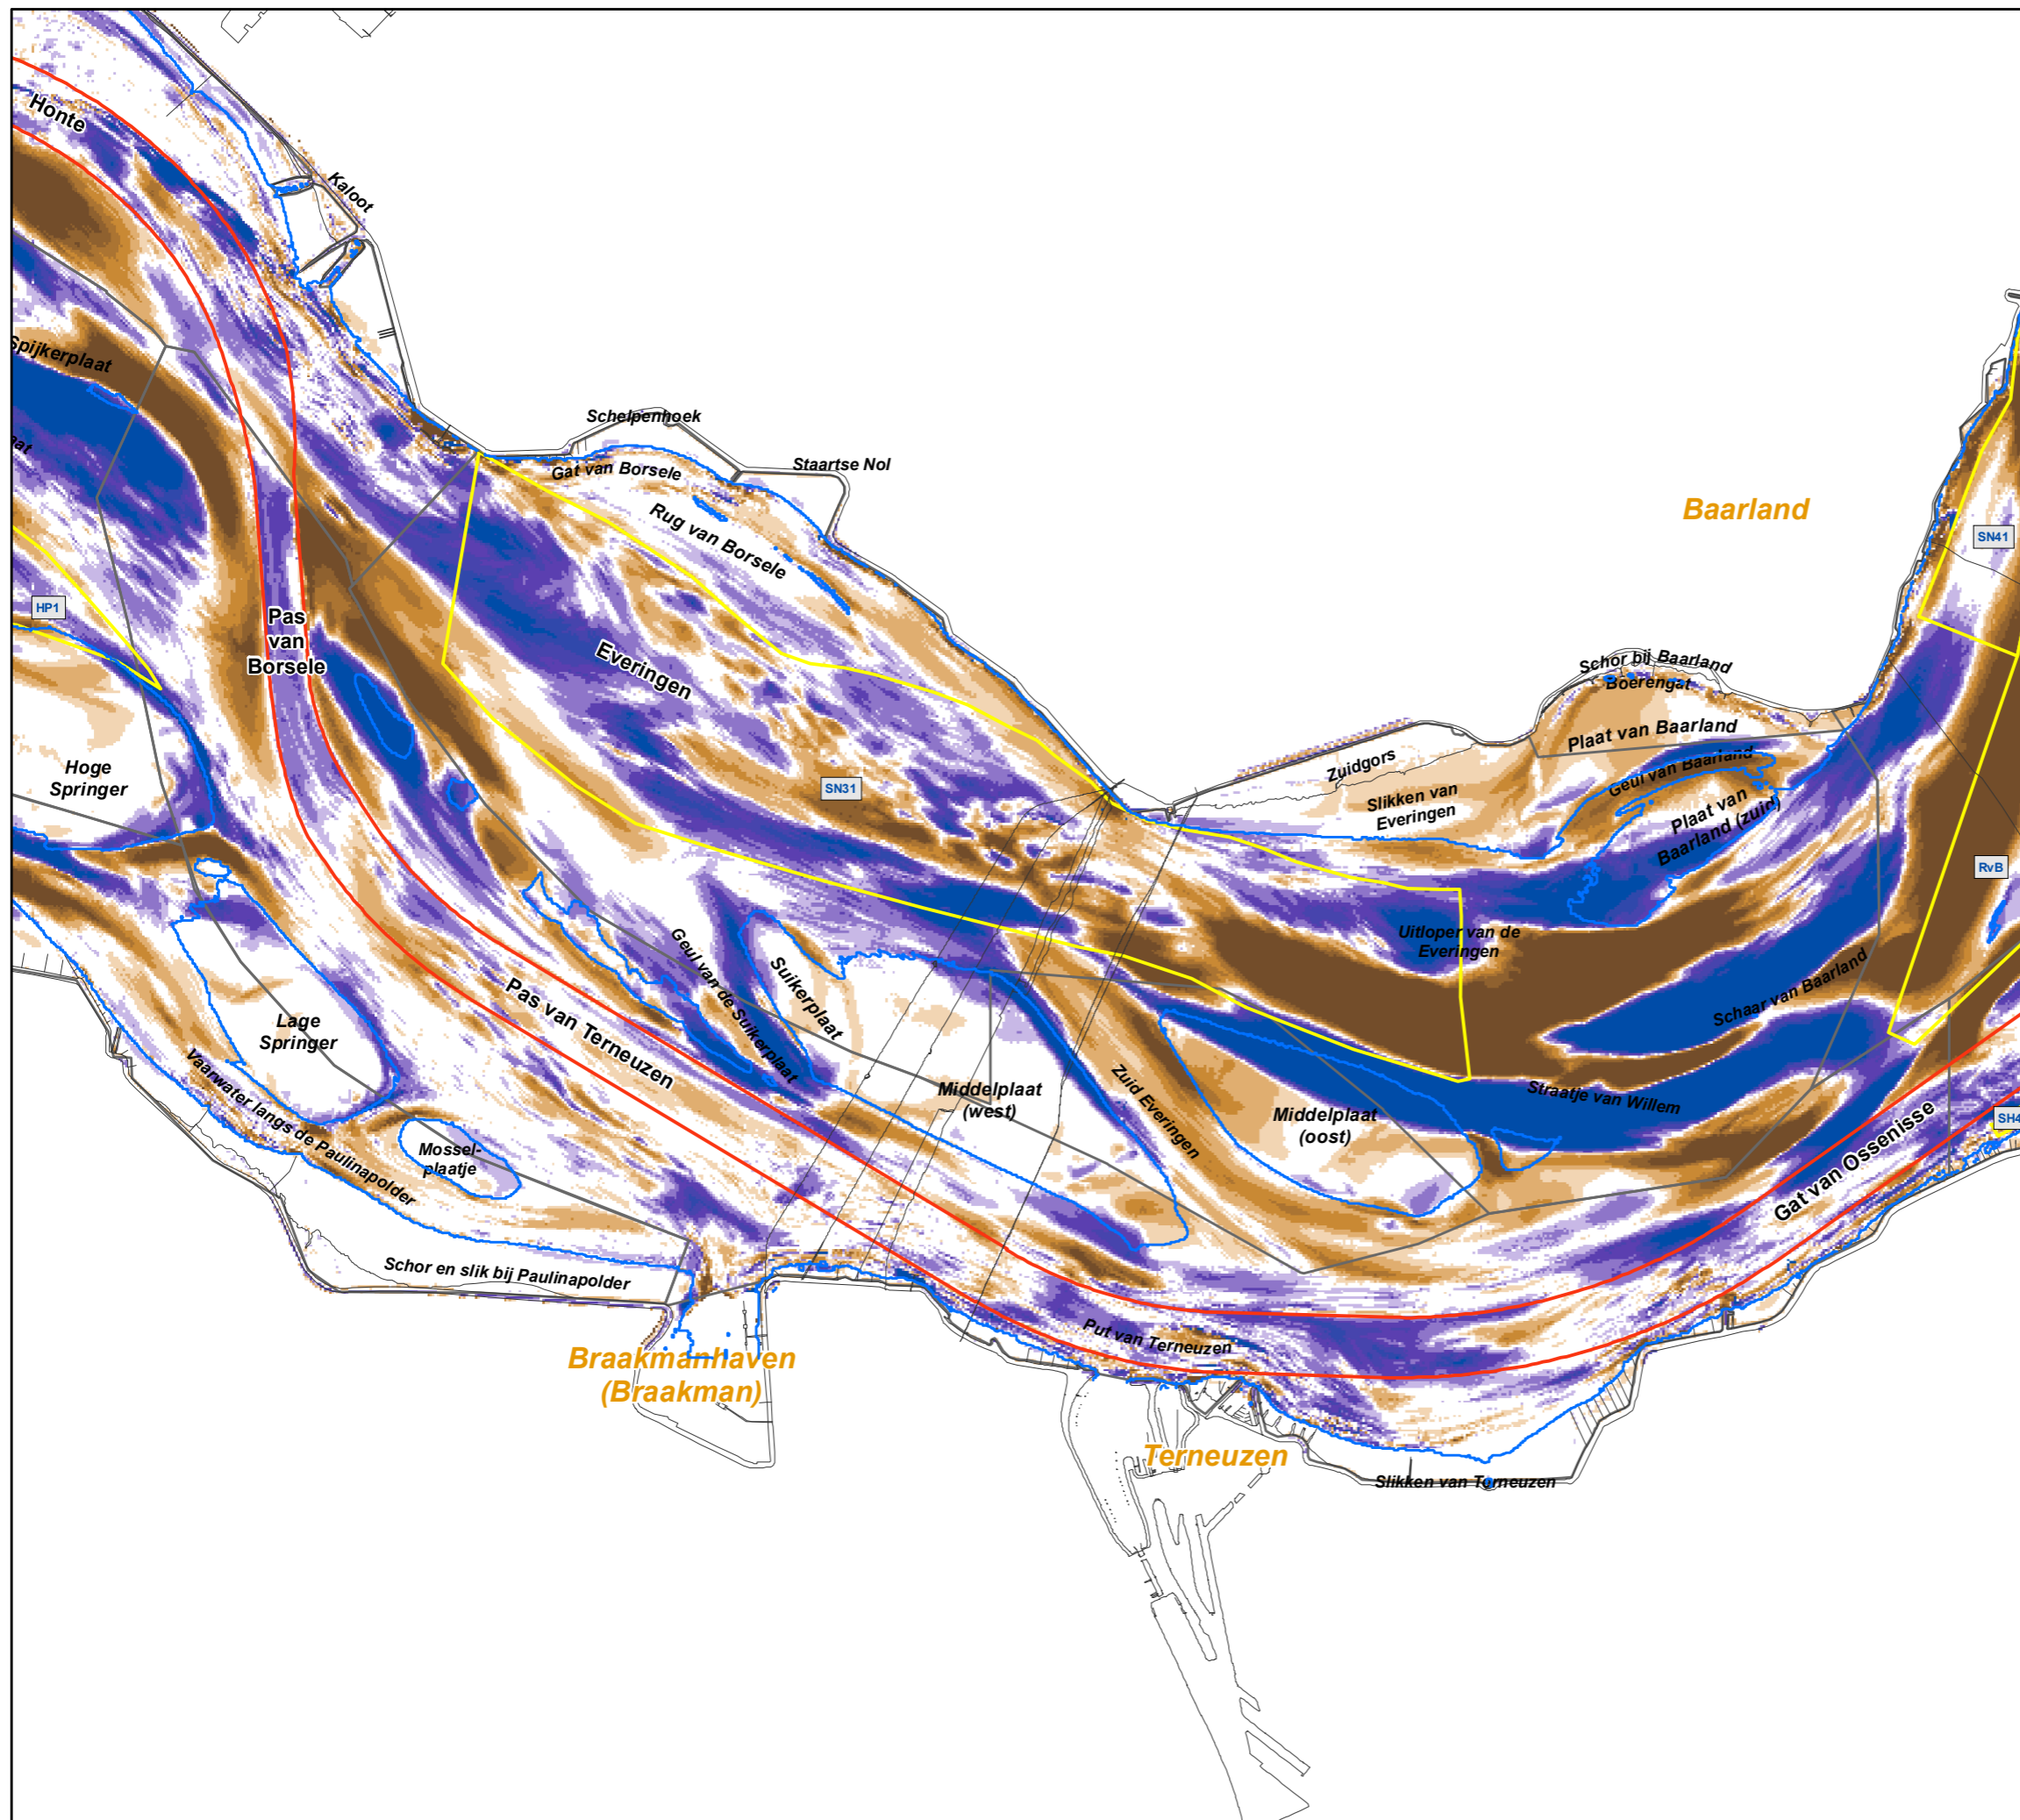 Honte
Kaloot
Spijkerplaat
Schelpenhoek
Gat van Borsele
Staartse Nol
Rug van Borsele
Baarland
SN41
HP1
Pas
van
Borsele
Everingen
Schor bij Baarland
Boerengat
Plaat van Baarland
Zuidgors
Geul van Baarland
Hoge
Springer
SN31
Slikken van
Everingen
Plaat van
Baarland (zuid)
RvB
Uitloper van de
Everingen
Geul van de Suikerplaat
Suikerplaat
Schaar van Baarland
Lage
Springer
Pas van Terneuzen
Vaarwater langs de Paulinapolder
Middelplaat
(west)
Zuid Everingen
Middelplaat
(oost)
Straatje van Willem
SH4
Mossel-
plaatje
Gat van Ossenisse
Schor en slik bij Paulinapolder
Put van Terneuzen
Braakmanhaven
(Braakman)
Terneuzen
Slikken van Terneuzen